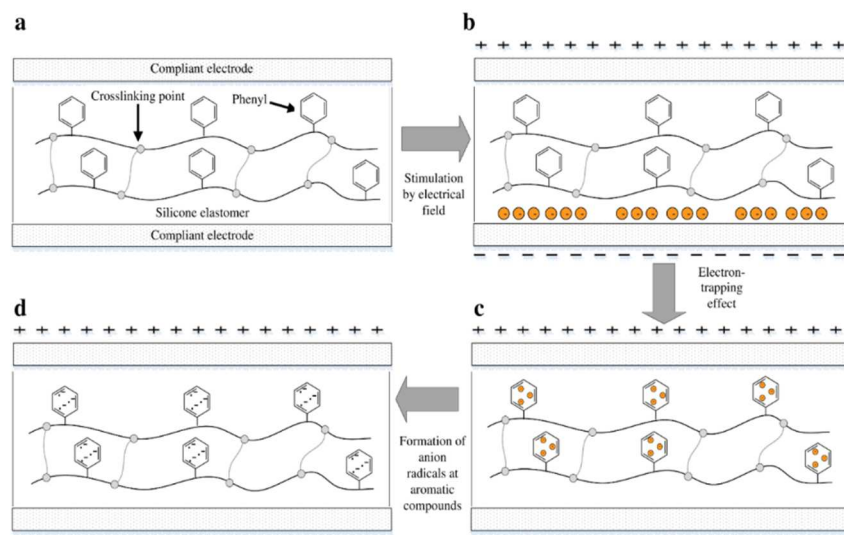 a
Compliant electrode
Crosslinking point
Phenyl
Silicone elastomer
Compliant electrode
Stimulation
by electrical
field
b
+ + + + + + + + + + + + + + +
− − − − − − − − − − − − − − − −
Electron-
trapping
effect
c
+ + + + + + + + + + + + + + +
Formation of
anion
radicals at
aromatic
compounds
d
+ + + + + + + + + + + + + + +